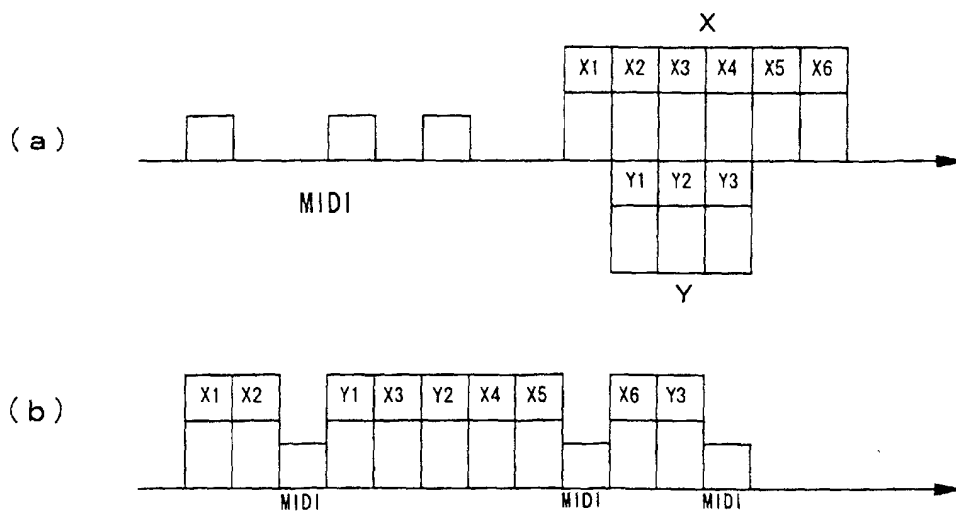 X
X1 X2 X3 X4 X5 X6
(a)
Y1 Y2 Y3
MIDI
Y
(b)
X1 X2 Y1 X3 Y2 X4 X5 X6 Y3
MIDI MIDI MIDI